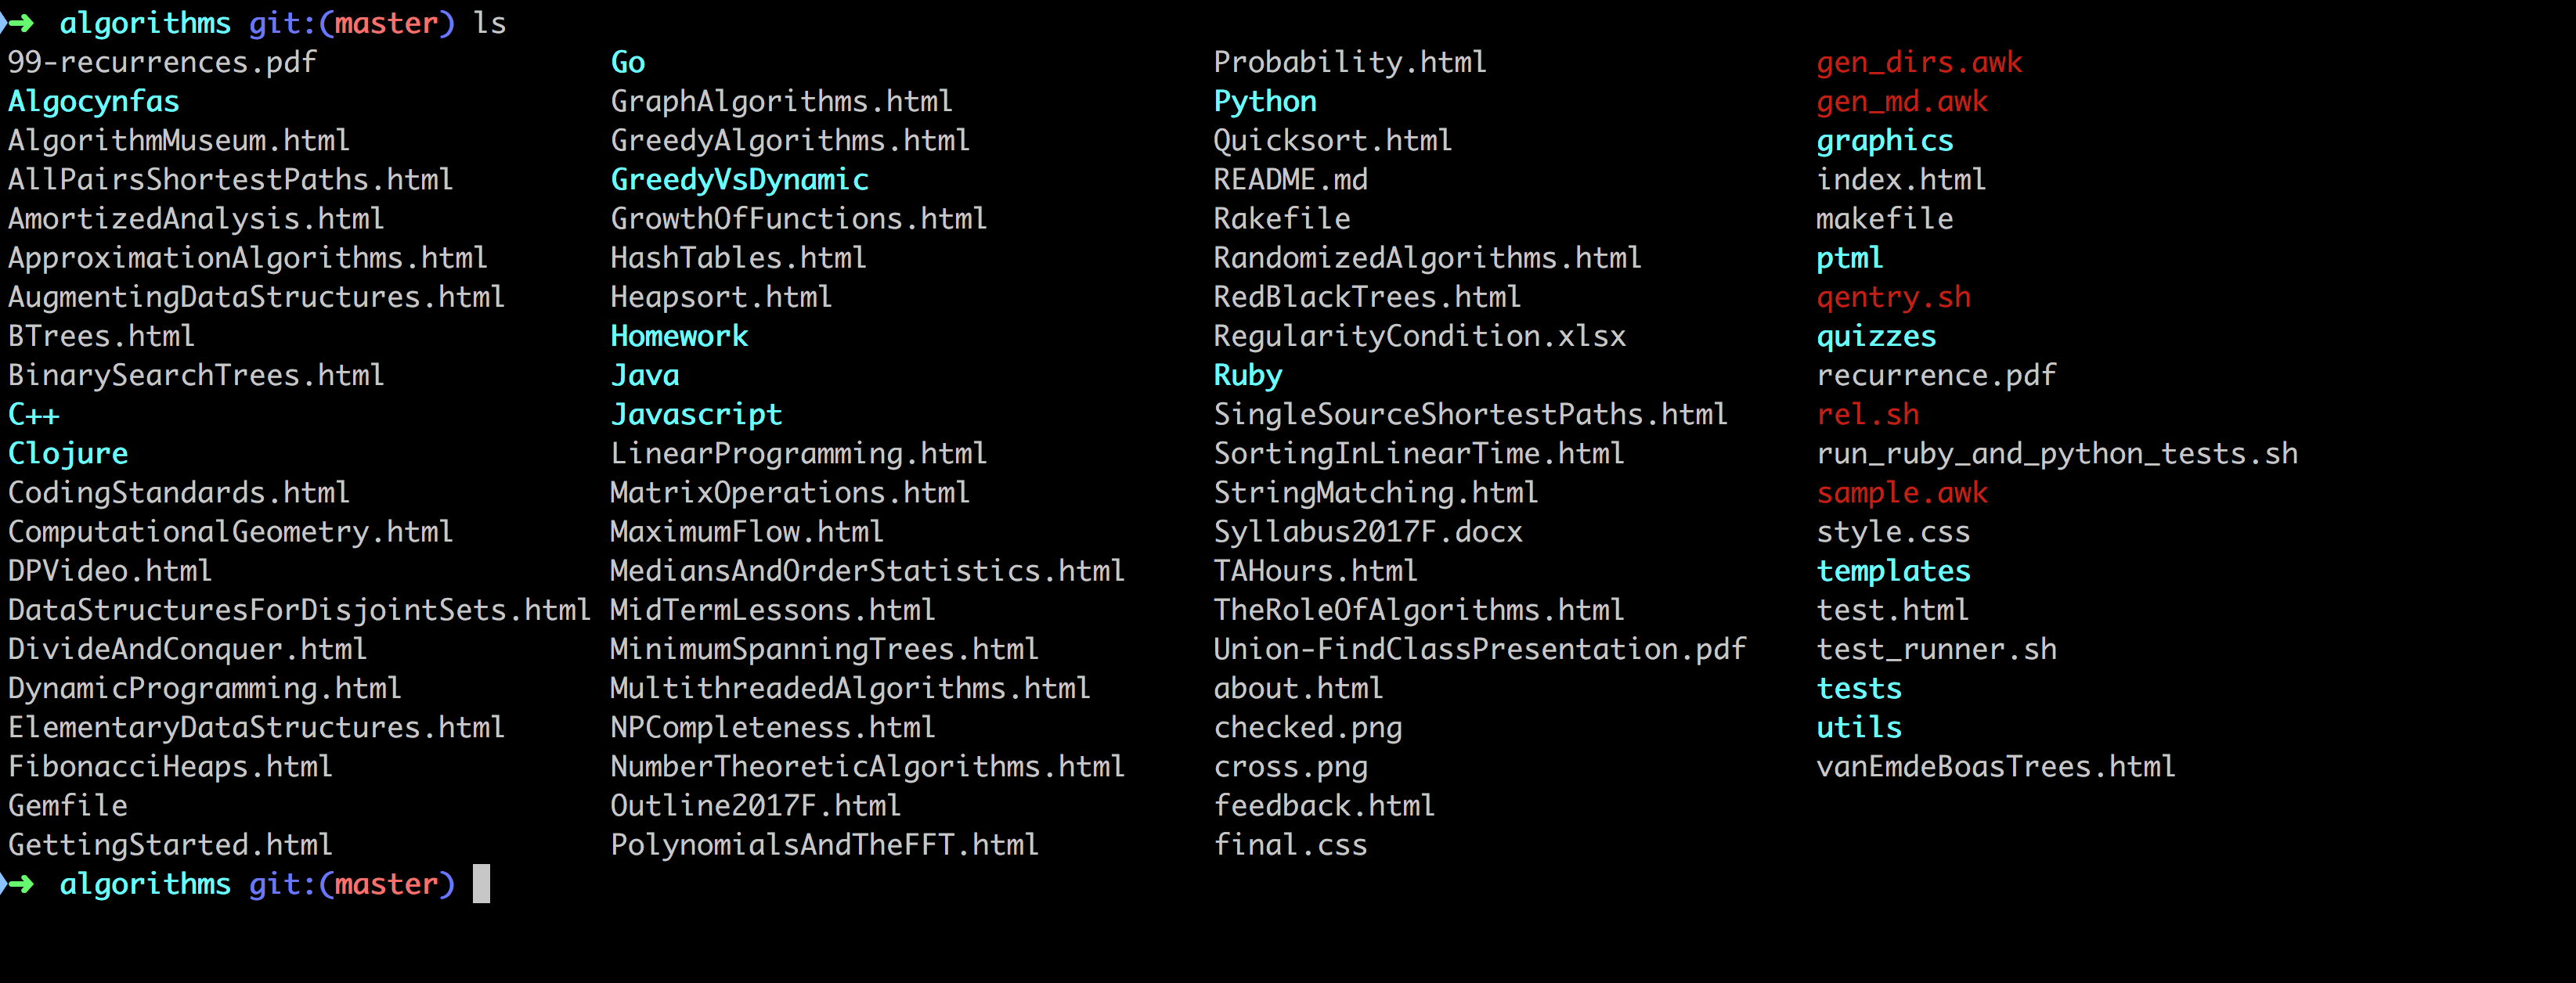 ➜ algorithms git:(master) ls
99-recurrences.pdf Go Probability.html gen_dirs.awk
Algocynfas GraphAlgorithms.html Python gen_md.awk
AlgorithmMuseum.html GreedyAlgorithms.html Quicksort.html graphics
AllPairsShortestPaths.html GreedyVsDynamic README.md index.html
AmortizedAnalysis.html GrowthOfFunctions.html Rakefile makefile
ApproximationAlgorithms.html HashTables.html RandomizedAlgorithms.html ptml
AugmentingDataStructures.html Heapsort.html RedBlackTrees.html qentry.sh
BTrees.html Homework RegularityCondition.xlsx quizzes
BinarySearchTrees.html Java Ruby recurrence.pdf
C++ Javascript SingleSourceShortestPaths.html rel.sh
Clojure LinearProgramming.html SortingInLinearTime.html run_ruby_and_python_tests.sh
CodingStandards.html MatrixOperations.html StringMatching.html sample.awk
ComputationalGeometry.html MaximumFlow.html Syllabus2017F.docx style.css
DPVideo.html MediansAndOrderStatistics.html TAHours.html templates
DataStructuresForDisjointSets.html MidTermLessons.html TheRoleOfAlgorithms.html test.html
DivideAndConquer.html MinimumSpanningTrees.html Union-FindClassPresentation.pdf test_runner.sh
DynamicProgramming.html MultithreadedAlgorithms.html about.html tests
ElementaryDataStructures.html NPCompleteness.html checked.png utils
FibonacciHeaps.html NumberTheoreticAlgorithms.html cross.png vanEmdeBoasTrees.html
Gemfile Outline2017F.html feedback.html
GettingStarted.html PolynomialsAndTheFFT.html final.css
➜ algorithms git:(master)